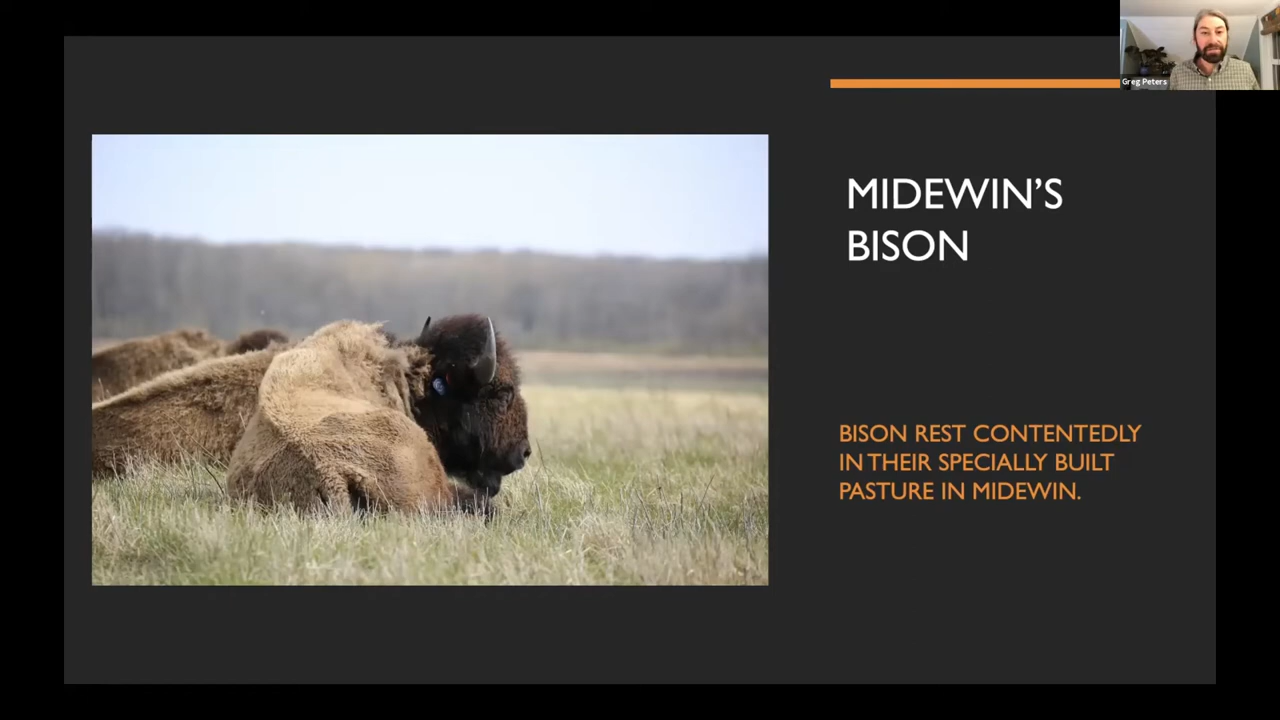 Greg Peters
MIDEWIN’S
BISON
BISON REST CONTENTEDLY
IN THEIR SPECIALLY BUILT
PASTURE IN MIDEWIN.